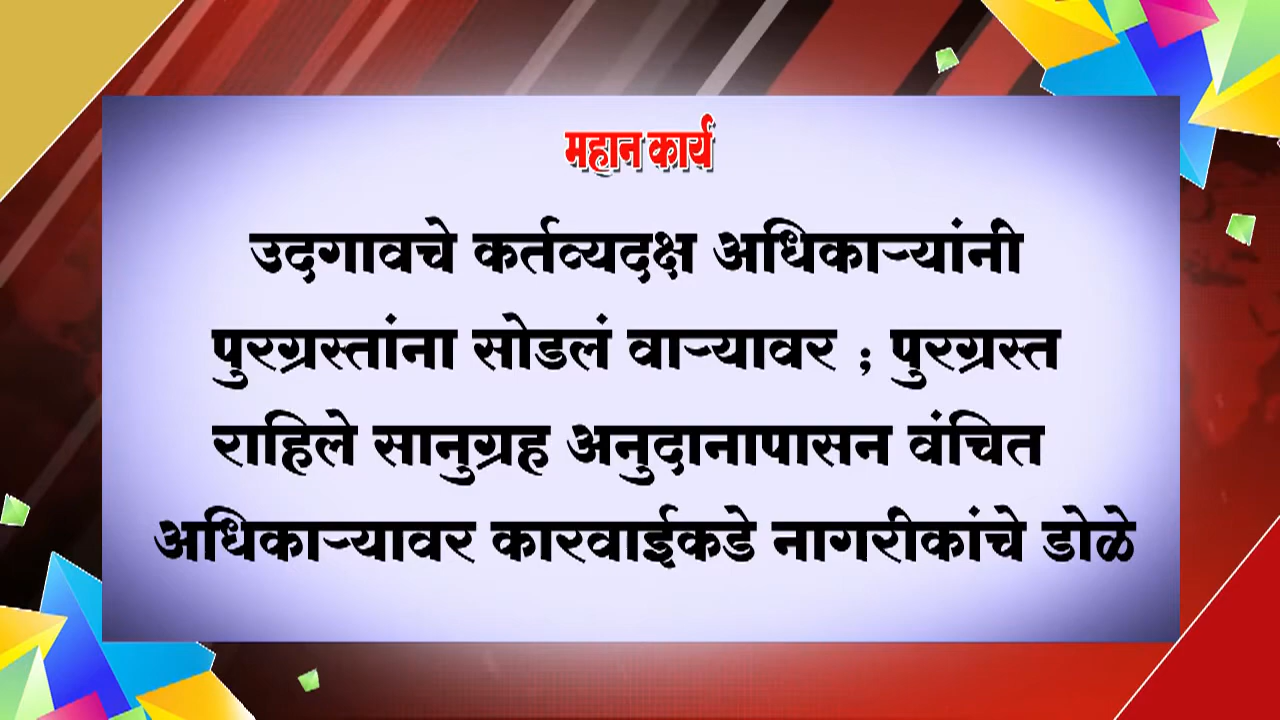 महान कार्य
उदगावचे कर्तव्यदक्ष अधिकाऱ्यांनी
पुरग्रस्तांना सोडलं वाऱ्यावर ; पुरग्रस्त
राहिले सानुग्रह अनुदानापासन वंचित
अधिकाऱ्यावर कारवाईकडे नागरीकांचे डोळे